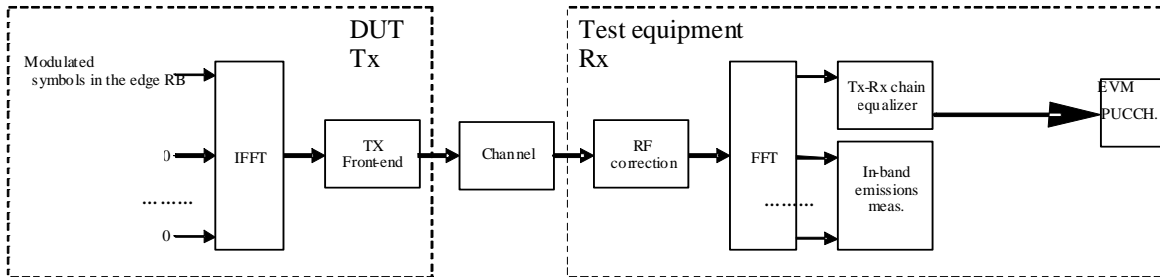 DUT
Tx
Test equipment
Rx
Modulated
symbols in the edge RB
0
………
0
IFFT
TX
Front-end
Channel
RF
correction
FFT
………
Tx-Rx chain
equalizer
In-band
emissions
meas.
EVM
PUCCH.